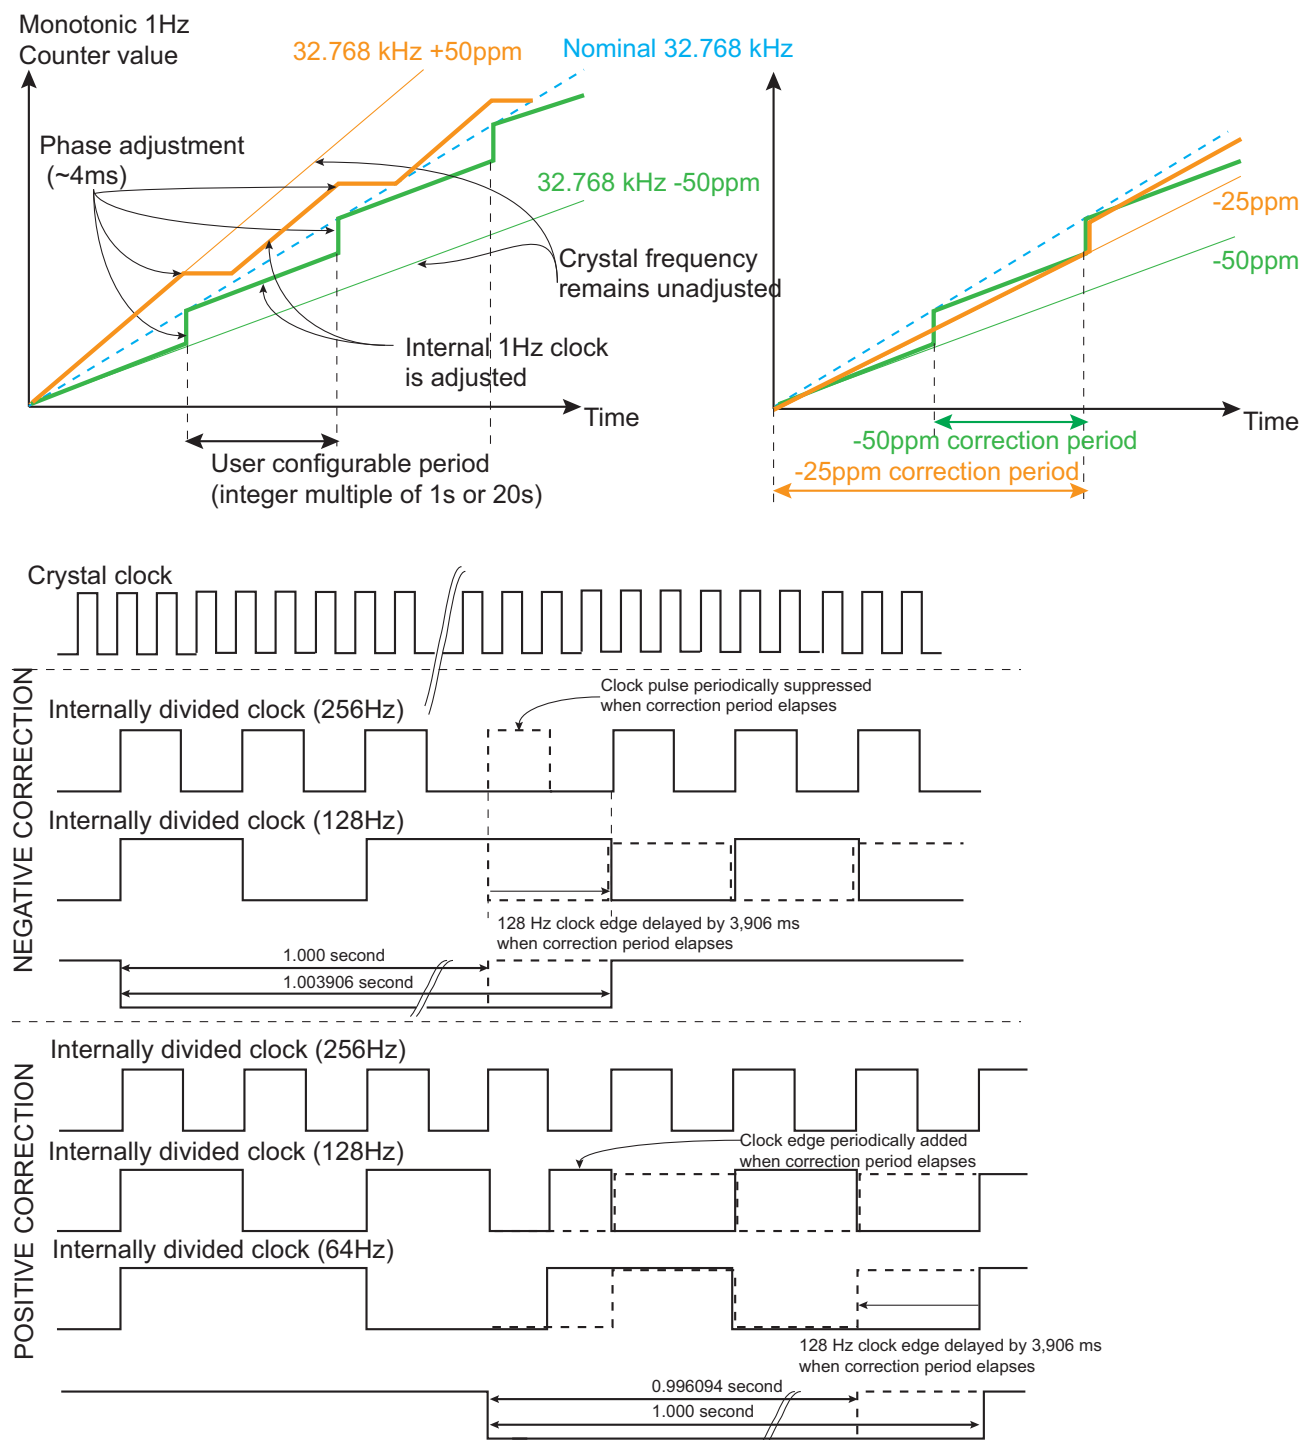 Monotonic 1Hz
Counter value
32.768 kHz +50ppm
Nominal 32.768 kHz
Phase adjustment
(~4ms)
32.768 kHz -50ppm
Crystal frequency
remains unadjusted
Internal 1Hz clock
is adjusted
Time
User configurable period
(integer multiple of 1s or 20s)
-25ppm
-50ppm
Time
-50ppm correction period
-25ppm correction period
Crystal clock
NEGATIVE CORRECTION
Clock pulse periodically suppressed
when correction period elapses
Internally divided clock (256Hz)
Internally divided clock (128Hz)
128 Hz clock edge delayed by 3,906 ms
when correction period elapses
1.000 second
1.003906 second
POSITIVE CORRECTION
Internally divided clock (256Hz)
Internally divided clock (128Hz)
Clock edge periodically added
when correction period elapses
Internally divided clock (64Hz)
128 Hz clock edge delayed by 3,906 ms
when correction period elapses
0.996094 second
1.000 second